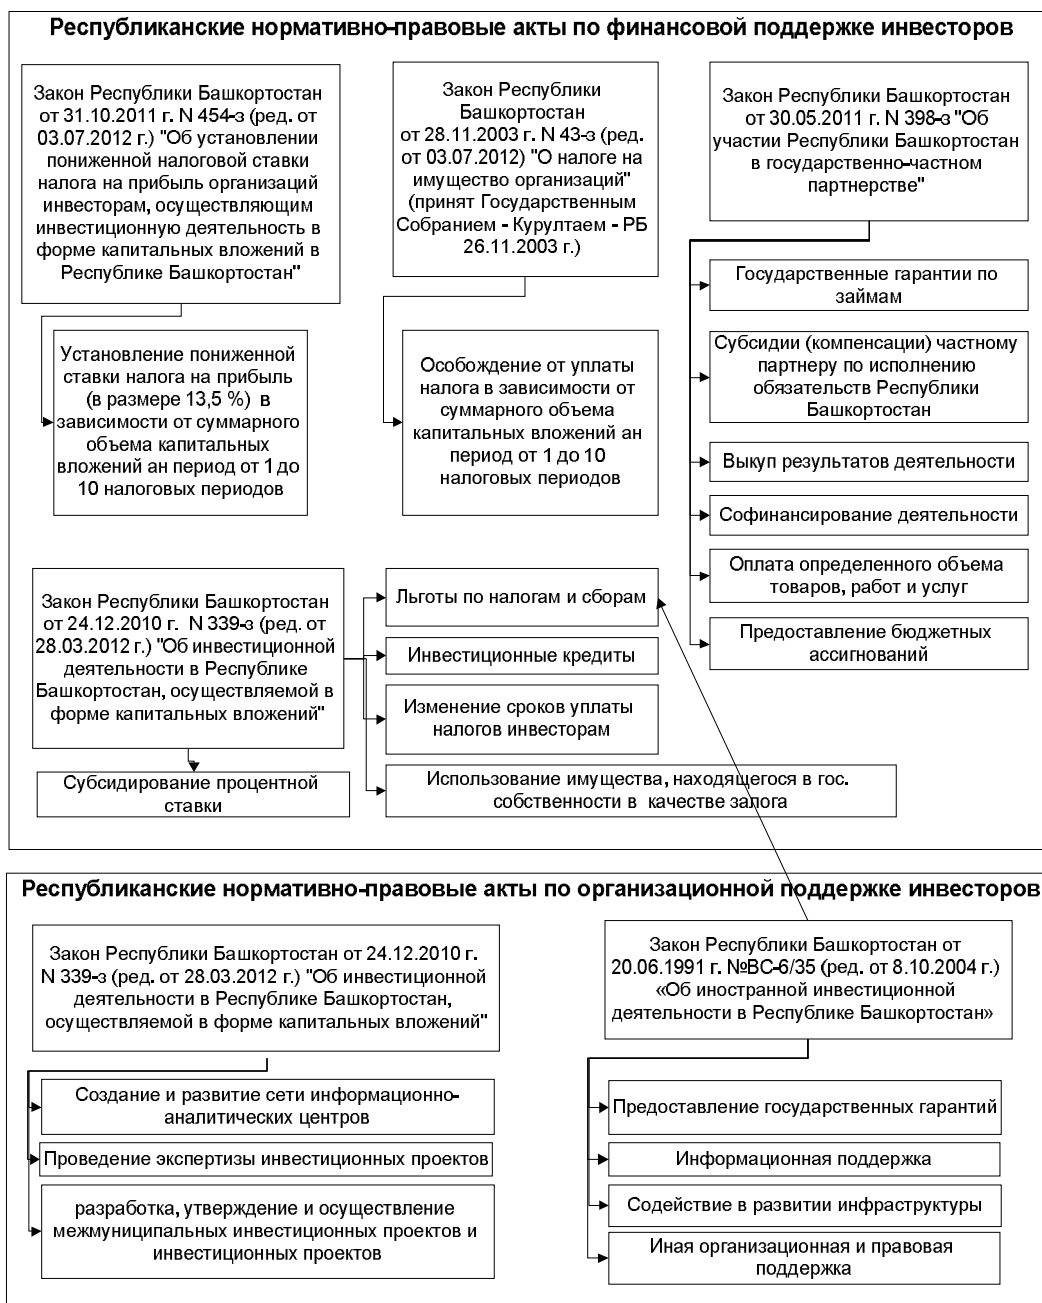 Республиканские нормативно-правовые акты по финансовой поддержке инвесторов
Закон Республики Башкортостан
от 31.10.2011 г. N 454-з (ред. от
03.07.2012 г.) "Об установлении
пониженной налоговой ставки
налога на прибыль организаций
инвесторам, осуществляющим
инвестиционную деятельность в
форме капитальных вложений в
Республике Башкортостан"
Закон Республики
Башкортостан
от 28.11.2003 г. N 43-з (ред.
от 03.07.2012) "О налоге на
имущество организаций"
(принят Государственным
Собранием - Курултаем - РБ
26.11.2003 г.)
Закон Республики Башкортостан
от 30.05.2011 г. N 398-з "Об
участии Республики Башкортостан
в государственно-частном
партнерстве"
Установление пониженной
ставки налога на прибыль
(в размере 13,5 %) в
зависимости от суммарного
объема капитальных
вложений ан период от 1 до
10 налоговых периодов
Особождение от уплаты
налога в зависимости от
суммарного объема
капитальных вложений ан
период от 1 до 10
налоговых периодов
Государственные гарантии по
займам
Субсидии (компенсации) частному
партнеру по исполнению
обязательств Республики
Башкортостан
Выкуп результатов деятельности
Софинансирование деятельности
Оплата определенного объема
товаров, работ и услуг
Предоставление бюджетных
ассигнований
Закон Республики Башкортостан
от 24.12.2010 г. N 339-з (ред. от
28.03.2012 г.) "Об инвестиционной
деятельности в Республике
Башкортостан, осуществляемой в
форме капитальных вложений"
Льготы по налогам и сборам
Инвестиционные кредиты
Изменение сроков уплаты
налогов инвесторам
Субсидирование процентной
ставки
Использование имущества, находящегося в гос.
собственности в качестве залога
Республиканские нормативно-правовые акты по организационной поддержке инвесторов
Закон Республики Башкортостан от 24.12.2010 г.
N 339-з (ред. от 28.03.2012 г.) "Об инвестиционной
деятельности в Республике Башкортостан,
осуществляемой в форме капитальных вложений"
Закон Республики Башкортостан от
20.06.1991 г. №ВС-6/35 (ред. от 8.10.2004 г.)
«Об иностранной инвестиционной
деятельности в Республике Башкортостан»
Создание и развитие сети информационно-
аналитических центров
Проведение экспертизы инвестиционных проектов
разработка, утверждение и осуществление
межмуниципальных инвестиционных проектов и
инвестиционных проектов
Предоставление государственных гарантий
Информационная поддержка
Содействие в развитии инфраструктуры
Иная организационная и правовая
поддержка